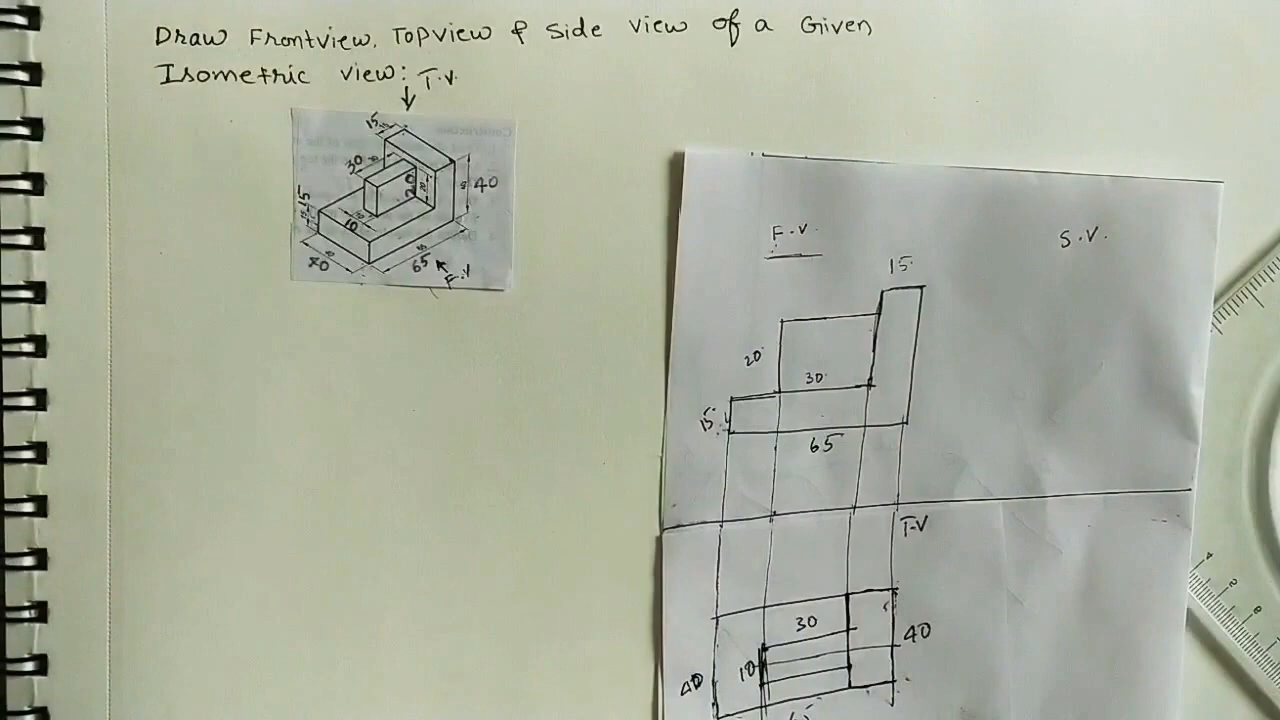 Draw Frontview, Topview & Side view of a Given
Isometric view: T.V.
15
30
40
20
15
10
40
65
F.V
F.V.
S.V.
15
20
30
15
65
T-V
30
40
10
40